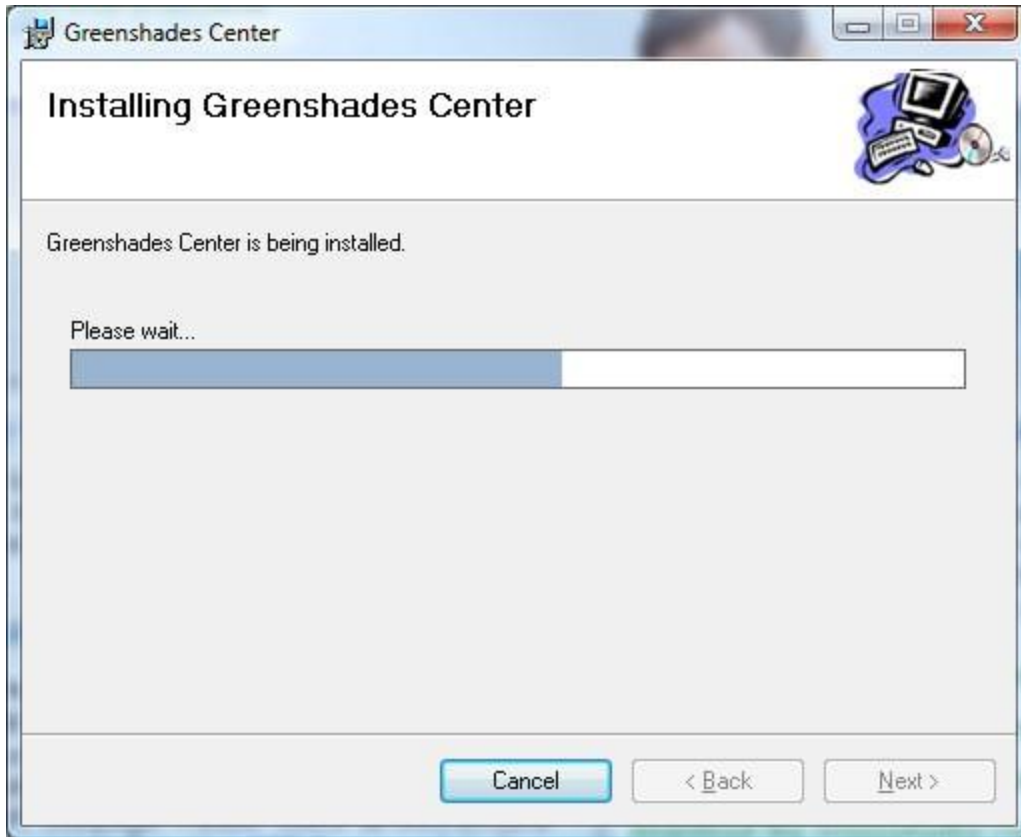 Greenshades Center
Installing Greenshades Center
Greenshades Center is being installed.
Please wait...
Cancel
< Back
Next >